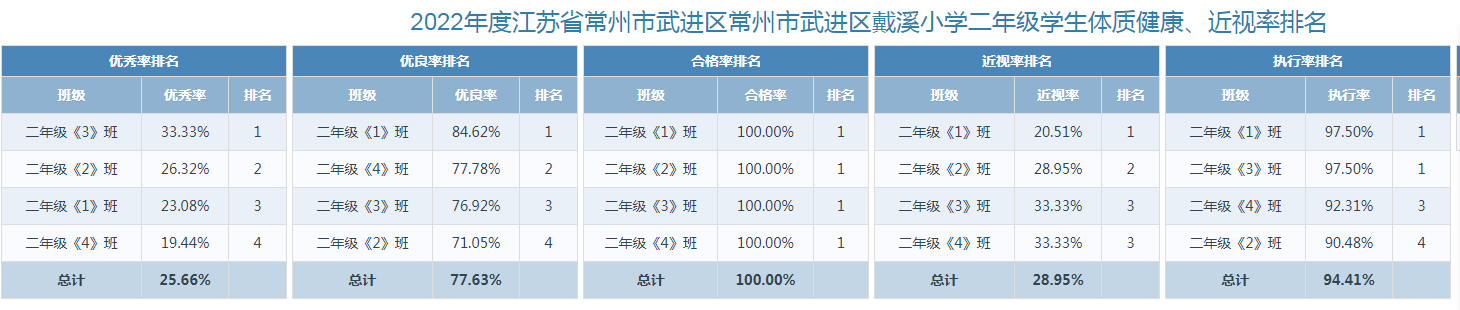 2022年度江苏省常州市武进区常州市武进区戴溪小学二年级学生体质健康、近视率排名
优秀率排名 优良率排名 合格率排名 近视率排名 执行率排名
班级 优秀率 排名 班级 优良率 排名 班级 合格率 排名 班级 近视率 排名 班级 执行率 排名
二年级《3》班 33.33% 1 二年级《1》班 84.62% 1 二年级《1》班 100.00% 1 二年级《1》班 20.51% 1 二年级《1》班 97.50% 1
二年级《2》班 26.32% 2 二年级《4》班 77.78% 2 二年级《2》班 100.00% 1 二年级《2》班 28.95% 2 二年级《3》班 97.50% 1
二年级《1》班 23.08% 3 二年级《3》班 76.92% 3 二年级《3》班 100.00% 1 二年级《3》班 33.33% 3 二年级《4》班 92.31% 3
二年级《4》班 19.44% 4 二年级《2》班 71.05% 4 二年级《4》班 100.00% 1 二年级《4》班 33.33% 3 二年级《2》班 90.48% 4
总计 25.66% 总计 77.63% 总计 100.00% 总计 28.95% 总计 94.41%